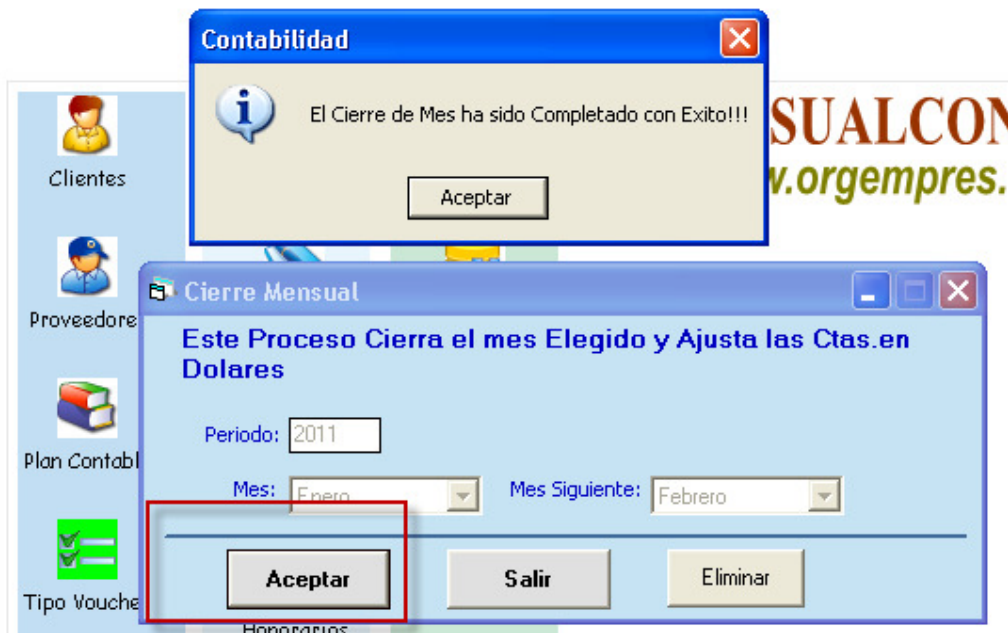 Contabilidad
El Cierre de Mes ha sido Completado con Exito!!!
Aceptar
SUALCON
v.orgempres.
Clientes
Proveedore
Plan Contabl
Tipo Vouche
Cierre Mensual
Este Proceso Cierra el mes Elegido y Ajusta las Ctas.en
Dolares
Periodo: 2011
Mes: Enero Mes Siguiente: Febrero
Aceptar Salir Eliminar
Honorarios